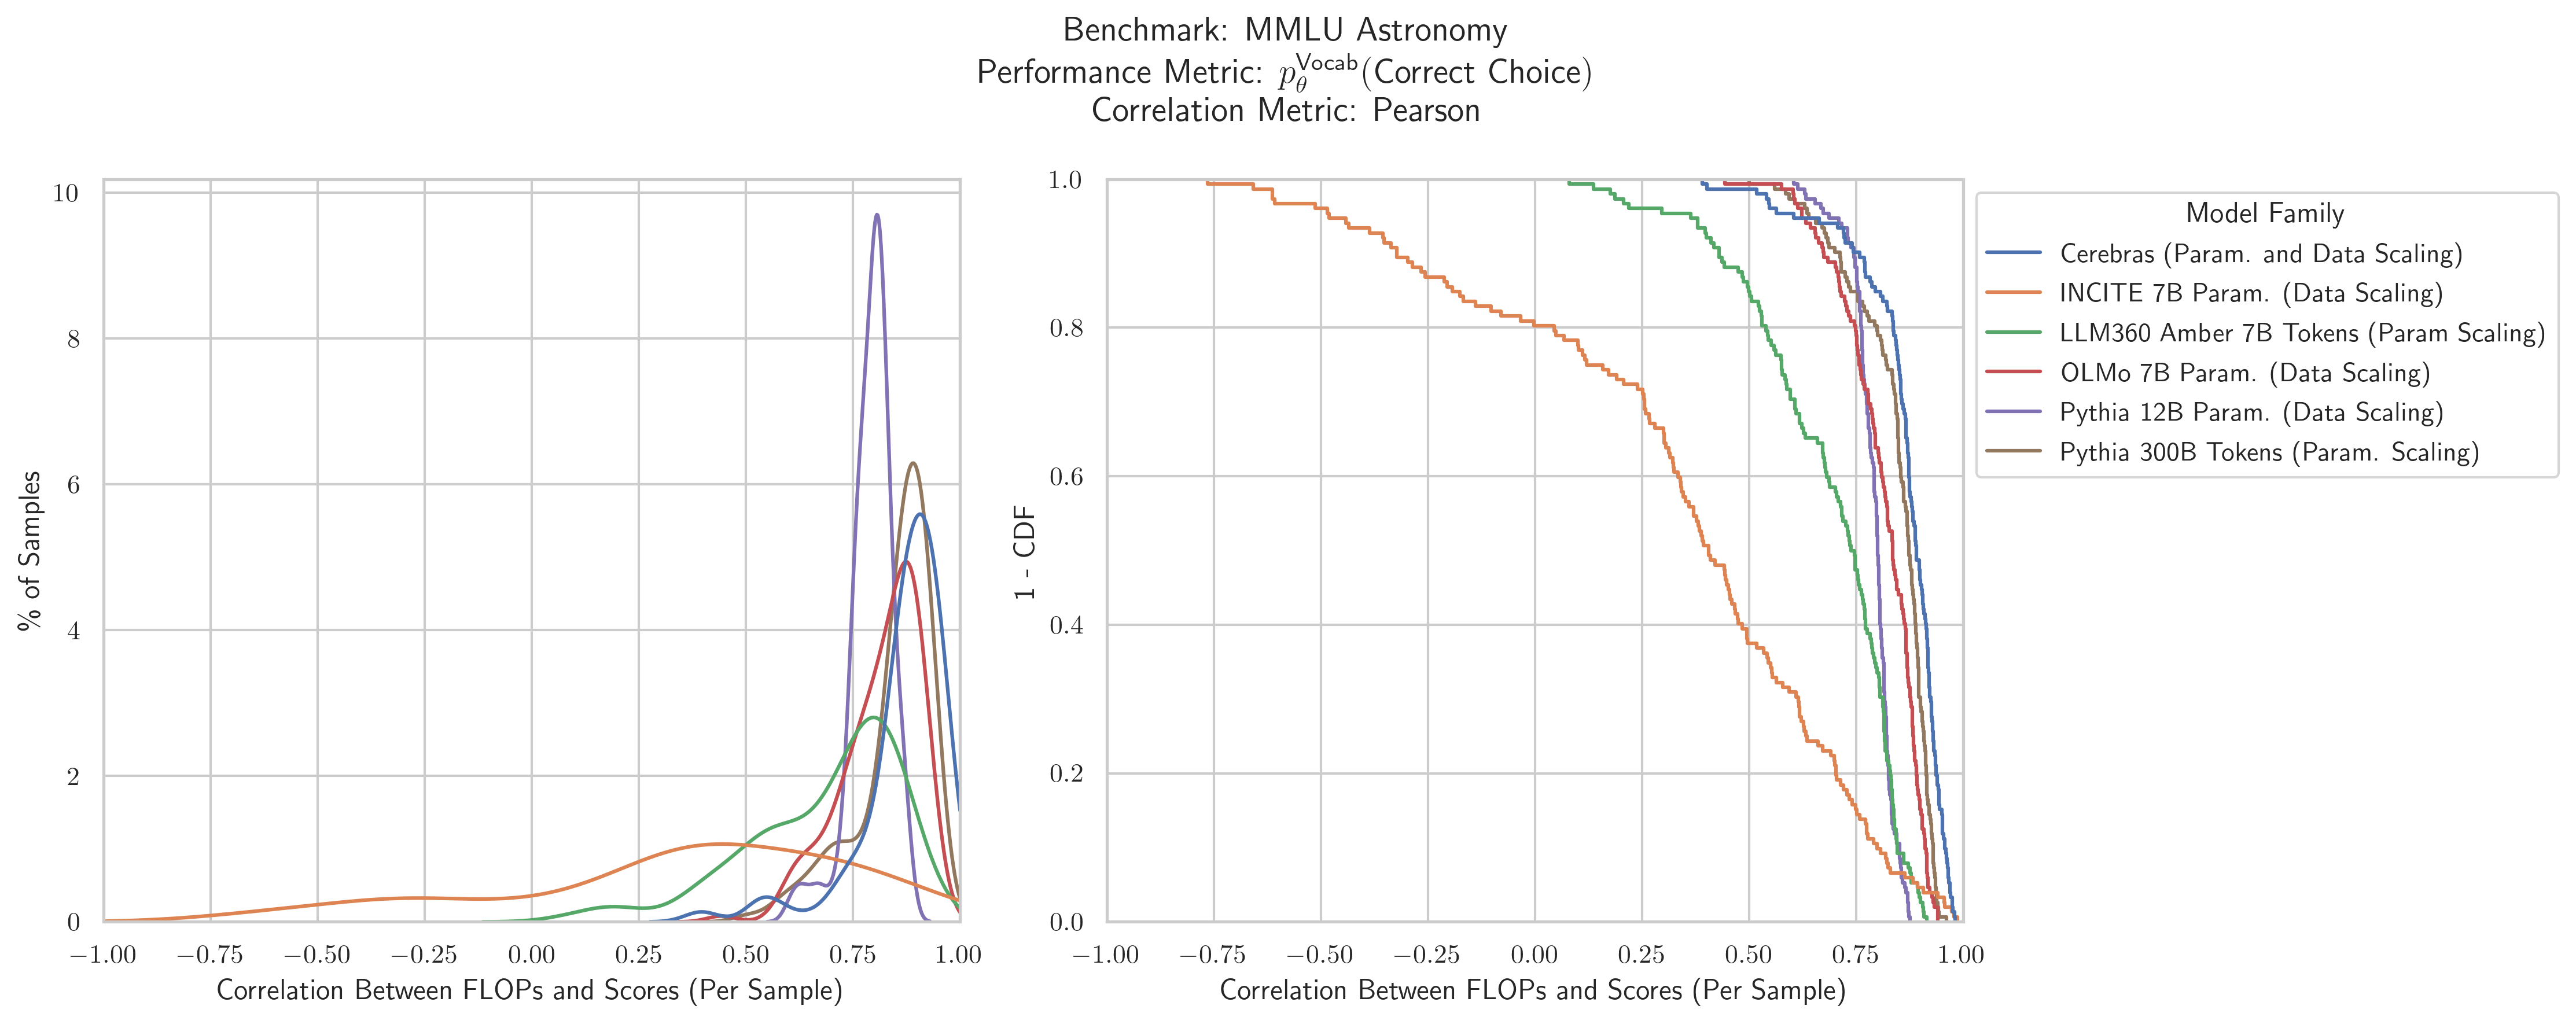 Benchmark: MMLU Astronomy
Performance Metric: $p_{\theta}^{\text{Vocab}}$(Correct Choice)
Correlation Metric: Pearson
10
8
6
4
2
0
% of Samples
−1.00 −0.75 −0.50 −0.25 0.00 0.25 0.50 0.75 1.00
Correlation Between FLOPs and Scores (Per Sample)
1.0
0.8
0.6
0.4
0.2
0.0
1 - CDF
−1.00 −0.75 −0.50 −0.25 0.00 0.25 0.50 0.75 1.00
Correlation Between FLOPs and Scores (Per Sample)
Model Family
Cerebras (Param. and Data Scaling)
INCITE 7B Param. (Data Scaling)
LLM360 Amber 7B Tokens (Param Scaling)
OLMo 7B Param. (Data Scaling)
Pythia 12B Param. (Data Scaling)
Pythia 300B Tokens (Param. Scaling)